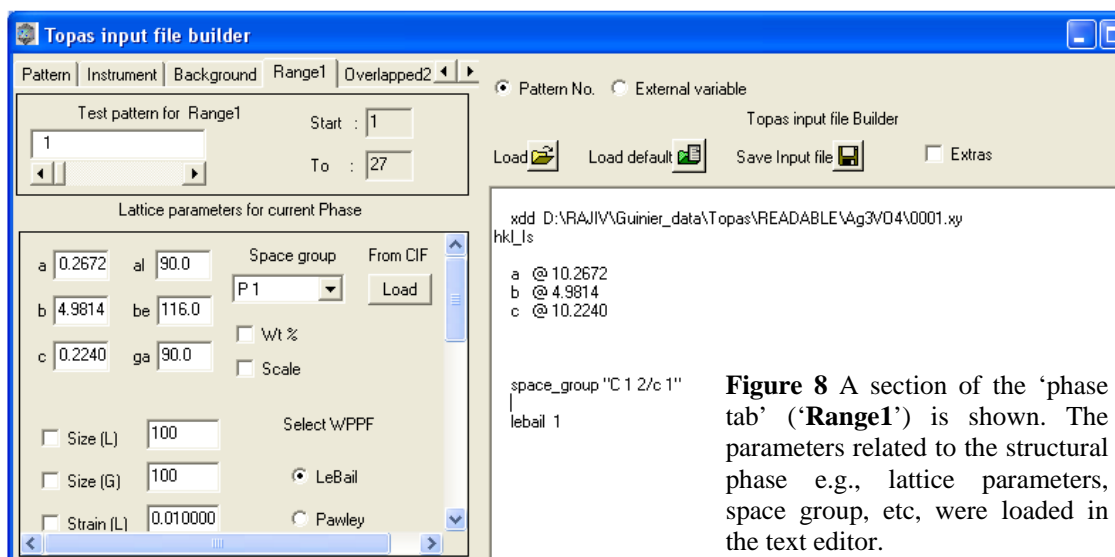 Topas input file builder
Pattern Instrument Background Range1 Overlapped2
Test pattern for Range1
1
Start : 1
To : 27
Lattice parameters for current Phase
a 0.2672 al 90.0 Space group From CIF
P 1 Load
b 4.9814 be 116.0
Wt %
c 0.2240 ga 90.0
Scale
Size (L) 100 Select WPPF
Size (G) 100 LeBail
Strain (L) 0.010000 Pawley
Pattern No. External variable
Topas input file Builder
Load Load default Save Input file Extras
xdd D:\RAJIV\Guinier_data\Topas\READABLE\Ag3VO4\0001.xy
hkl_Is
a @ 10.2672
b @ 4.9814
c @ 10.2240
space_group "C 1 2/c 1"
lebail 1
Figure 8 A section of the ‘phase
tab’ (‘Range1’) is shown. The
parameters related to the structural
phase e.g., lattice parameters,
space group, etc, were loaded in
the text editor.